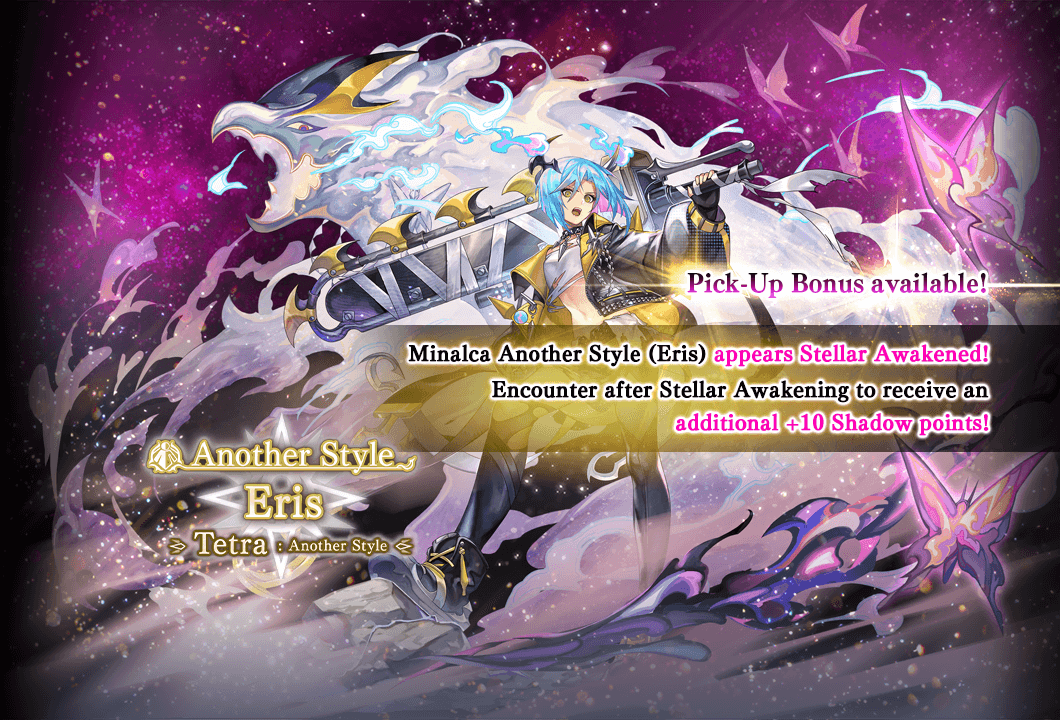 Pick-Up Bonus available!
Minalca Another Style (Eris) appears Stellar Awakened!
Encounter after Stellar Awakening to receive an
additional +10 Shadow points!
Another Style
Eris
Tetra : Another Style